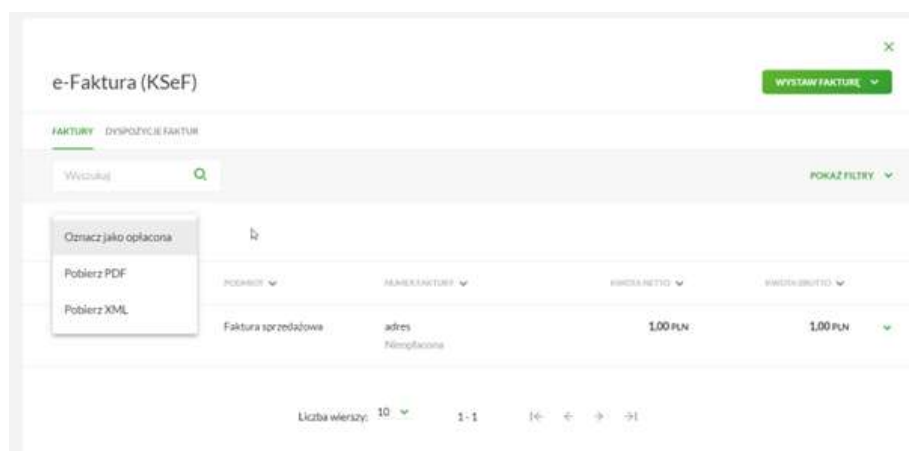 e-Faktura (KSeF)
WYSTAW FAKTURĘ
FAKTURY DYSPOZYCJE FAKTUR
Wyszukaj
POKAŻ FILTRY
Oznacz jako opłacona
Pobierz PDF
Pobierz XML
PODMIOT NUMER FAKTURY KWOTA NETTO KWOTA BRUTTO
Faktura sprzedażowa adres 1,00 PLN 1,00 PLN
Nieopłacona
Liczba wierszy: 10 1 - 1